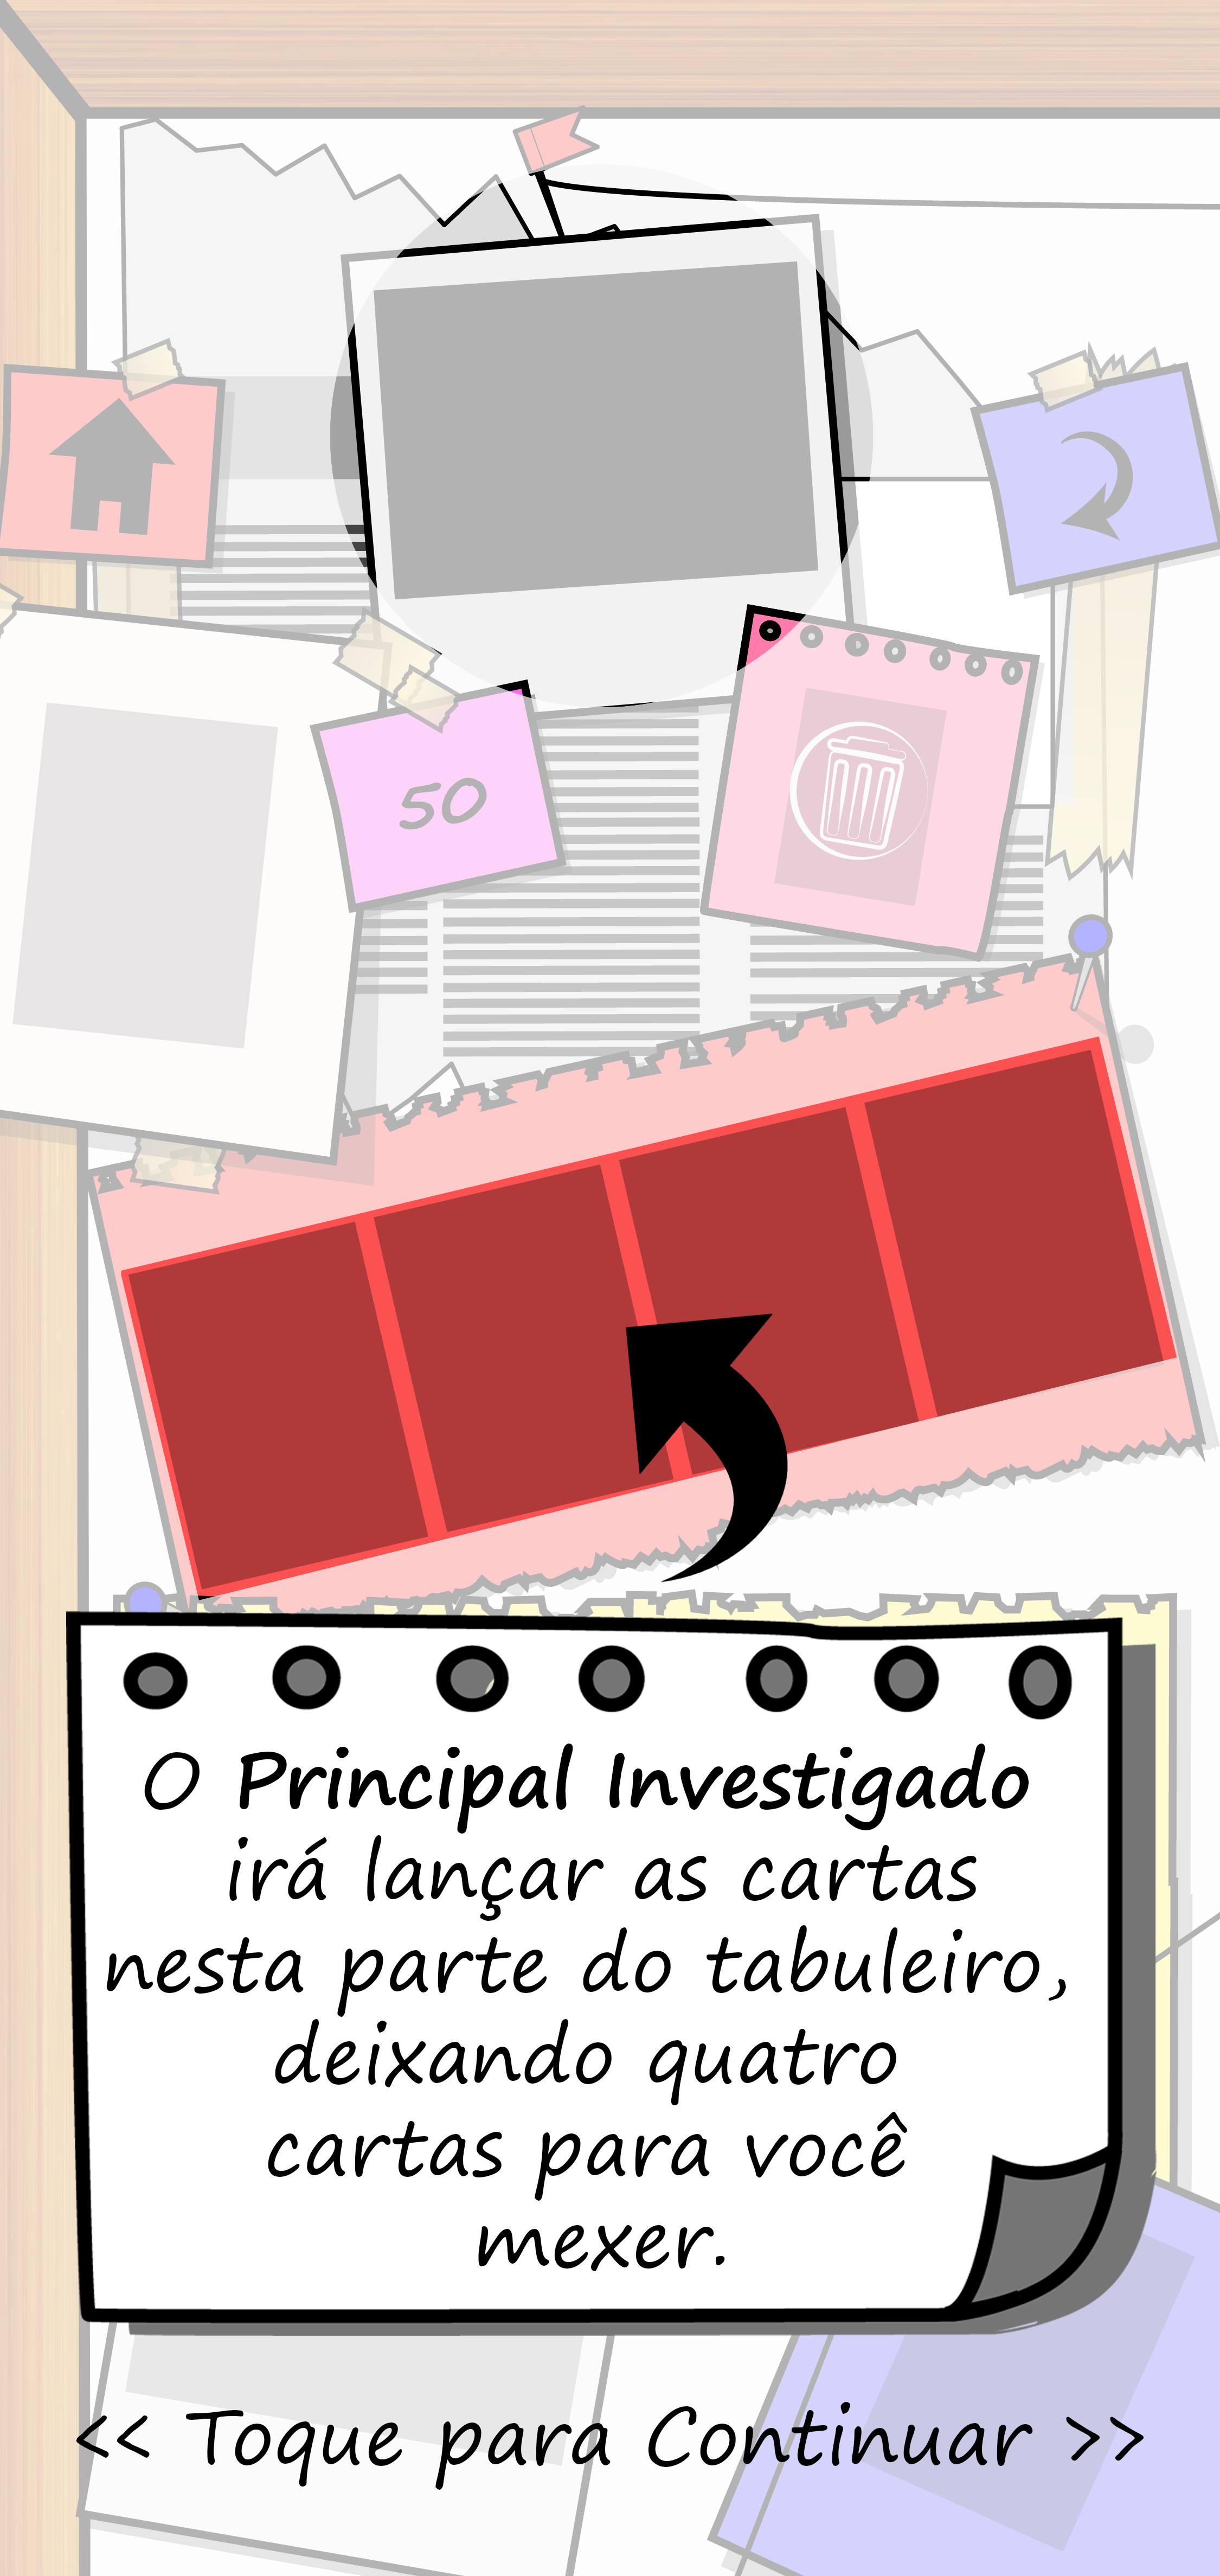 50
O Principal Investigado
irá lançar as cartas
nesta parte do tabuleiro,
deixando quatro
cartas para você
mexer.
<< Toque para Continuar >>